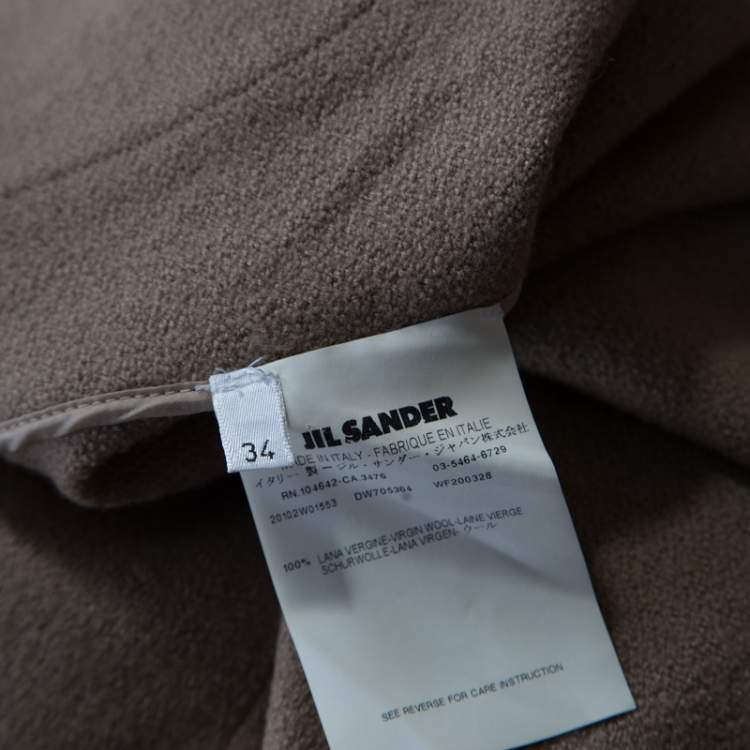 34
JIL SANDER
MADE IN ITALY - FABRIQUE EN ITALIE
イタリー製 ージル・サンダー・ジャパン株式会社
RN.104642-CA.3476 03-5464-6729
20102W01553 DW705364 WF200328
100% LANA VERGINE-VIRGIN WOOL-LAINE VIERGE
SCHURWOLLE-LANA VIRGEN-ウール
SEE REVERSE FOR CARE INSTRUCTION